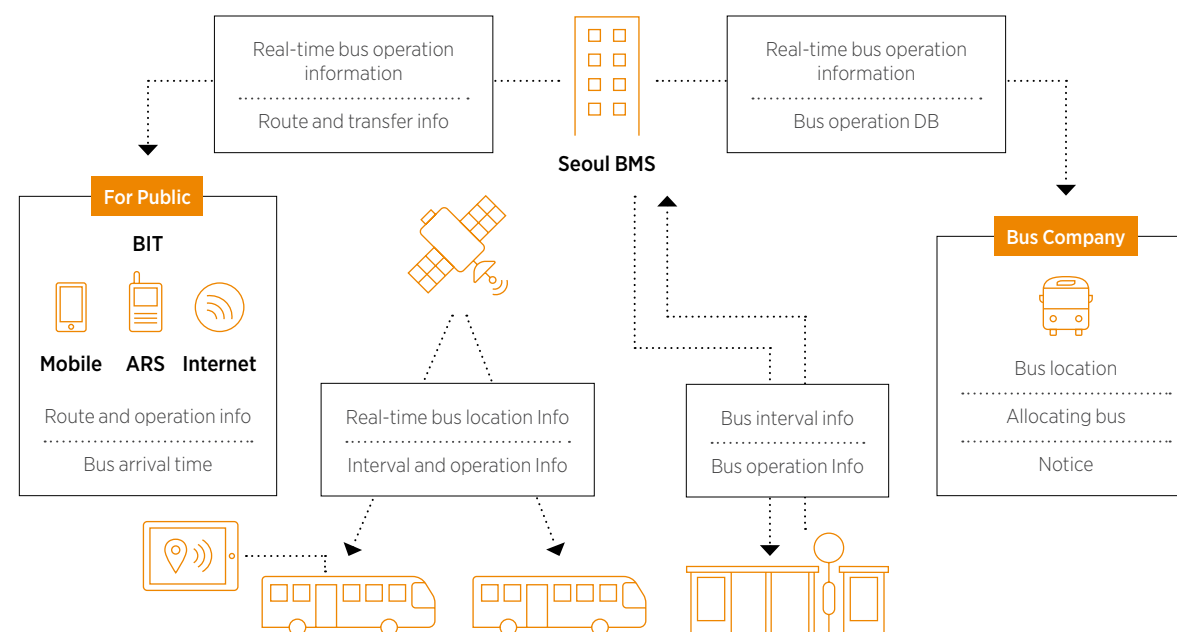 Real-time bus operation
information
Route and transfer info
Real-time bus operation
information
Bus operation DB
Seoul BMS
For Public
BIT
Mobile
ARS
Internet
Route and operation info
Bus arrival time
Real-time bus location Info
Interval and operation Info
Bus interval info
Bus operation Info
Bus Company
Bus location
Allocating bus
Notice